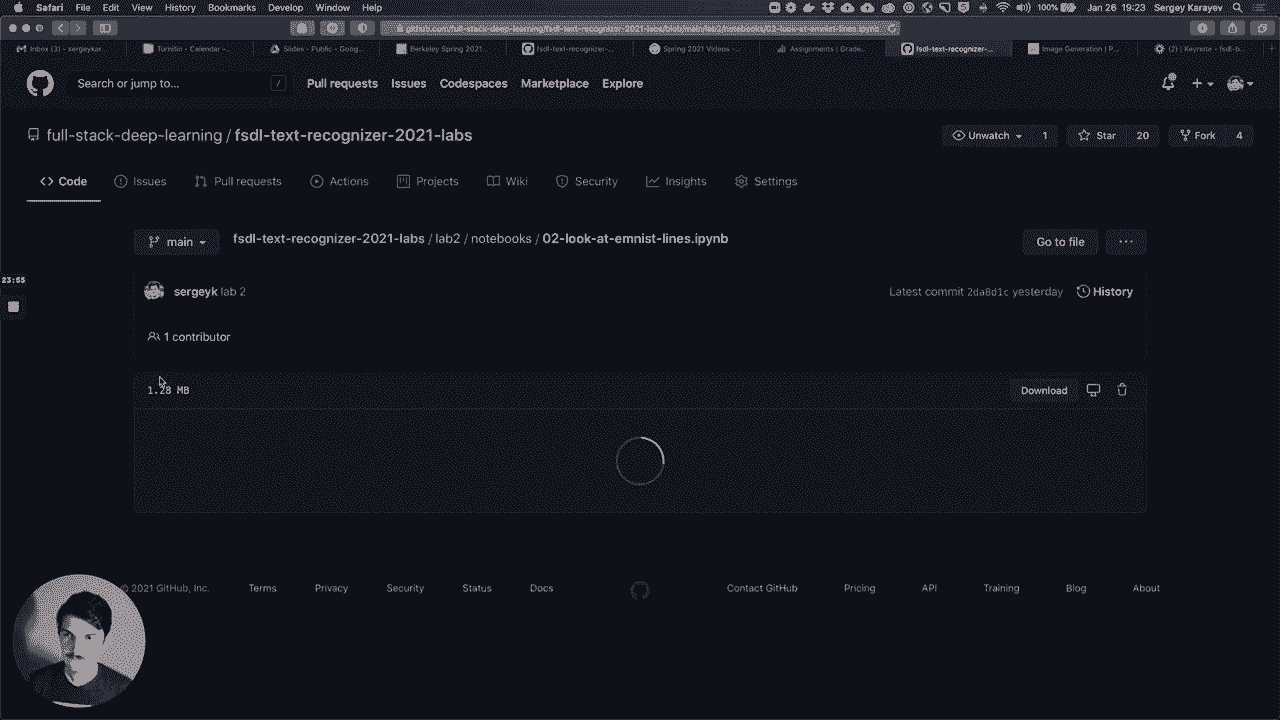 Safari File Edit View History Bookmarks Develop Window Help 100% Jan 26 19:23 Sergey Karayev
github.com/full-stack-deep-learning/fsdl-text-recognizer-2021-labs/blob/main/lab2/notebooks/02-look-at-emnist-lines.ipynb
Inbox (3) - sergeykar... Turnitin - Calendar -... Slides - Public - Goog... Berkeley Spring 2021... fsdl-text-recognizer-... Spring 2021 Videos -... Assignments | Grade... fsdl-text-recognizer-... Image Generation | P... (2) | Keynote - fsdl-b...
Search or jump to... / Pull requests Issues Codespaces Marketplace Explore
full-stack-deep-learning / fsdl-text-recognizer-2021-labs Unwatch 1 Star 20 Fork 4
Code Issues Pull requests Actions Projects Wiki Security Insights Settings
main fsdl-text-recognizer-2021-labs / lab2 / notebooks / 02-look-at-emnist-lines.ipynb Go to file ...
23:55
sergeyk lab 2 Latest commit 2da8d1c yesterday History
1 contributor
1.28 MB Download
© 2021 GitHub, Inc. Terms Privacy Security Status Docs Contact GitHub Pricing API Training Blog About